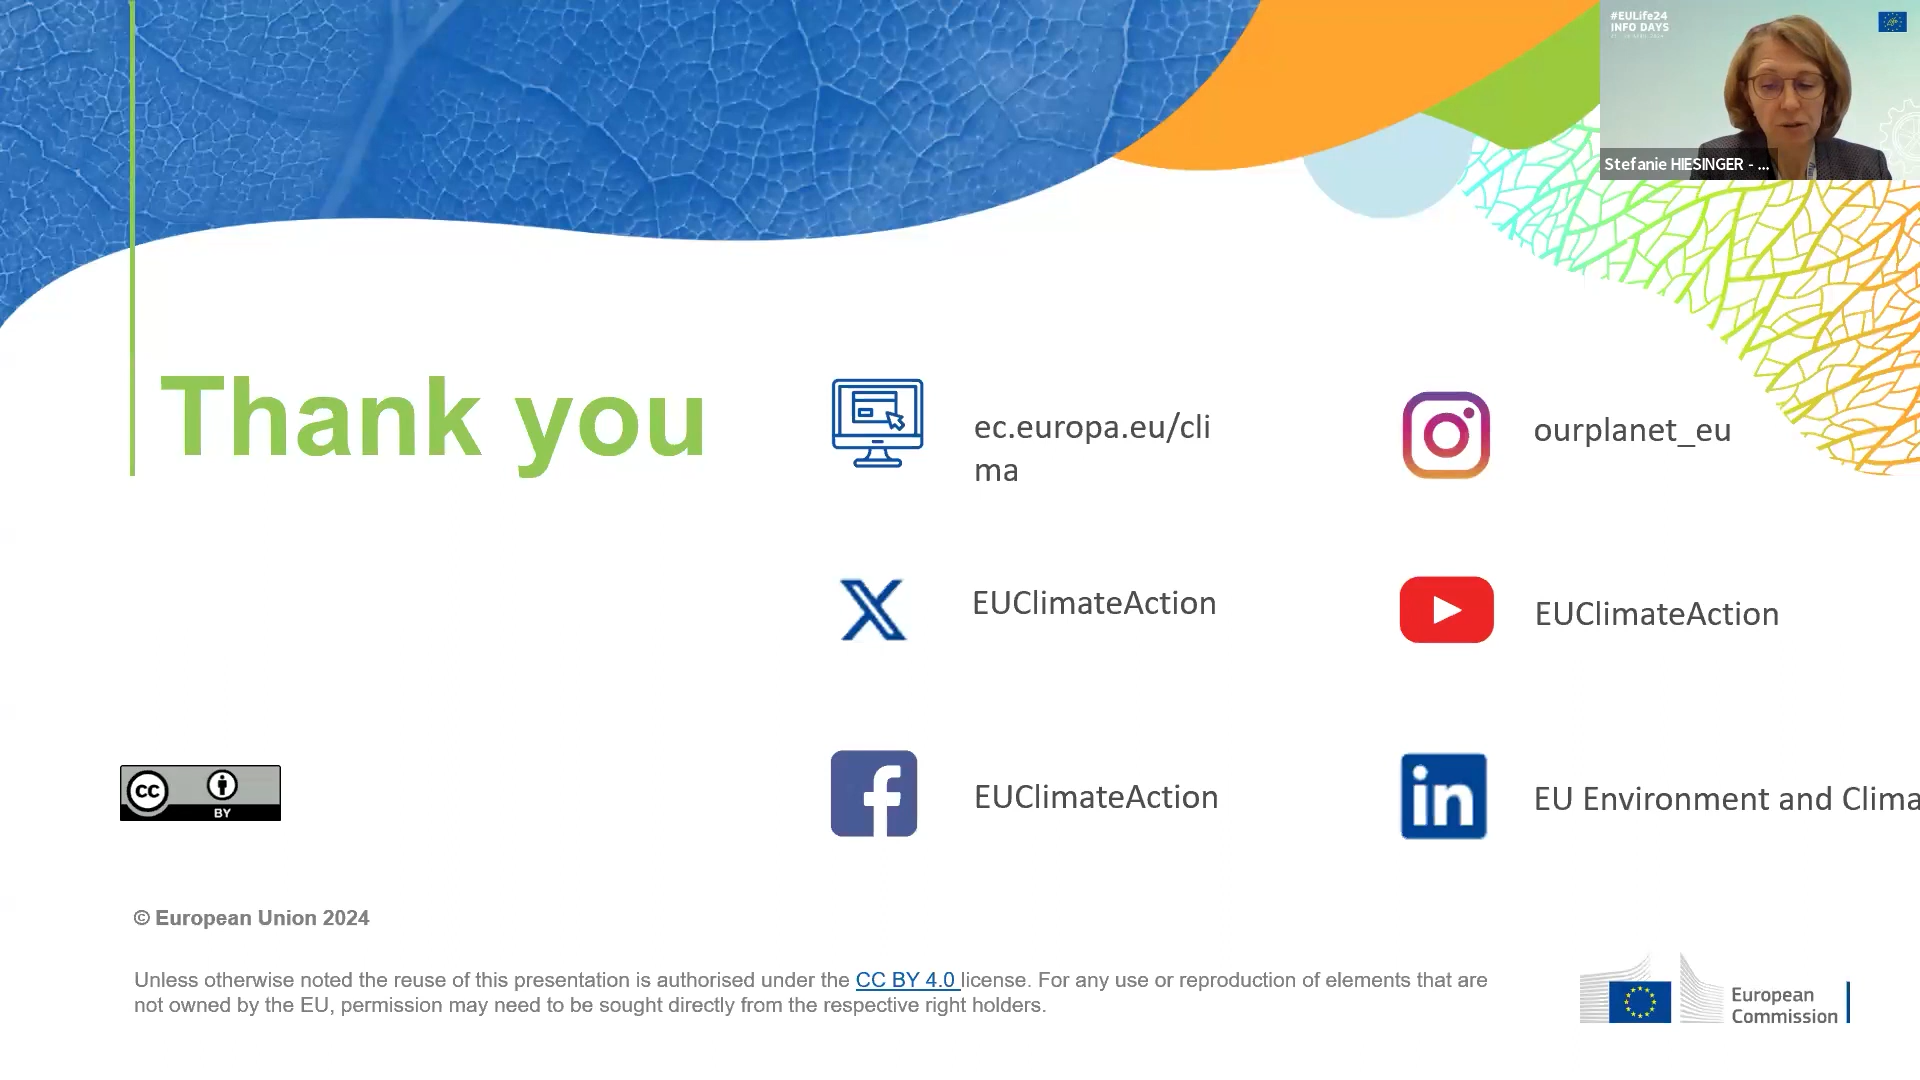 #EULife24
INFO DAYS
Stefanie HIESINGER - ...
Thank you
ec.europa.eu/cli
ma
ourplanet_eu
EUClimateAction
EUClimateAction
EUClimateAction
in
EU Environment and Clima
cc
BY
© European Union 2024
Unless otherwise noted the reuse of this presentation is authorised under the CC BY 4.0 license. For any use or reproduction of elements that are
not owned by the EU, permission may need to be sought directly from the respective right holders.
European
Commission